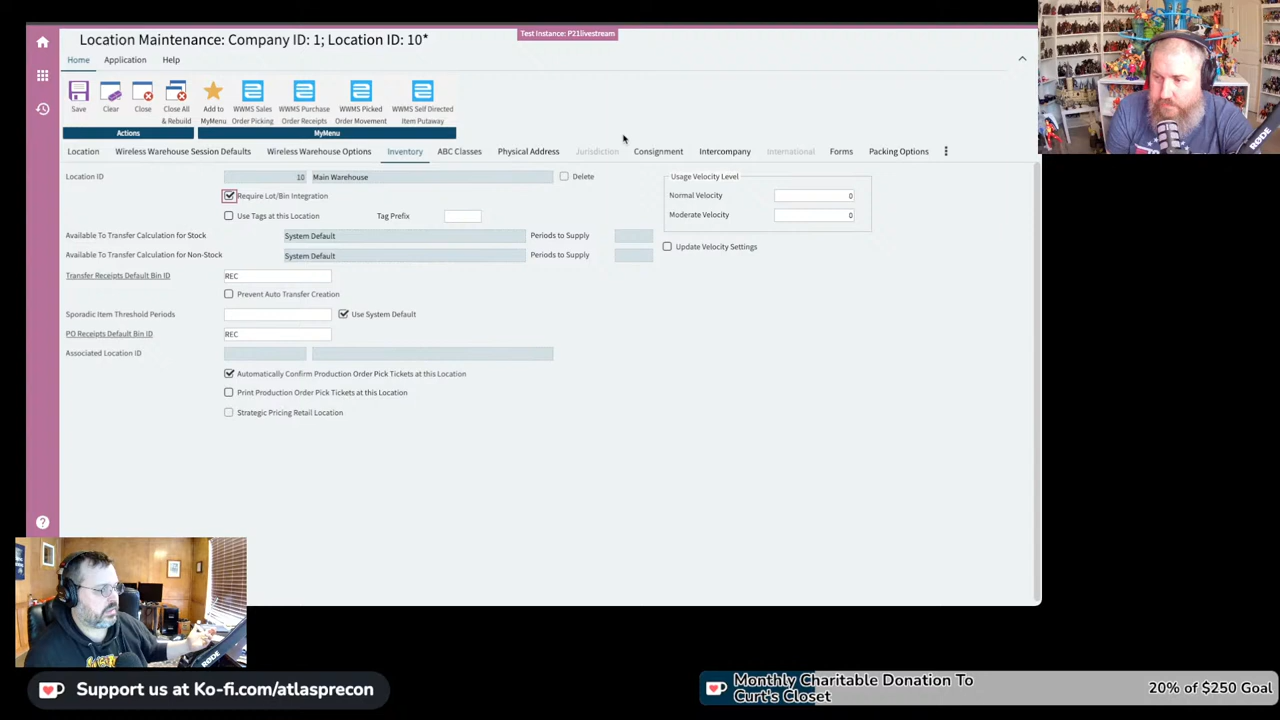 Test Instance: P21livestream
Location Maintenance: Company ID: 1; Location ID: 10*
Home Application Help
Save Clear Close Close All & Rebuild Add to MyMenu WWMS Sales Order Picking WWMS Purchase Order Receipts WWMS Picked Order Movement WWMS Self Directed Item Putaway
Actions MyMenu
Location Wireless Warehouse Session Defaults Wireless Warehouse Options Inventory ABC Classes Physical Address Jurisdiction Consignment Intercompany International Forms Packing Options
Location ID 10 Main Warehouse Delete
Usage Velocity Level
Require Lot/Bin Integration
Normal Velocity 0
Use Tags at this Location Tag Prefix
Moderate Velocity 0
Available To Transfer Calculation for Stock System Default Periods to Supply
Update Velocity Settings
Available To Transfer Calculation for Non-Stock System Default Periods to Supply
Transfer Receipts Default Bin ID REC
Prevent Auto Transfer Creation
Sporadic Item Threshold Periods Use System Default
PO Receipts Default Bin ID REC
Associated Location ID
Automatically Confirm Production Order Pick Tickets at this Location
Print Production Order Pick Tickets at this Location
Strategic Pricing Retail Location
RODE
RODE
Support us at Ko-fi.com/atlasprecon
Monthly Charitable Donation To
Curt's Closet
20% of $250 Goal